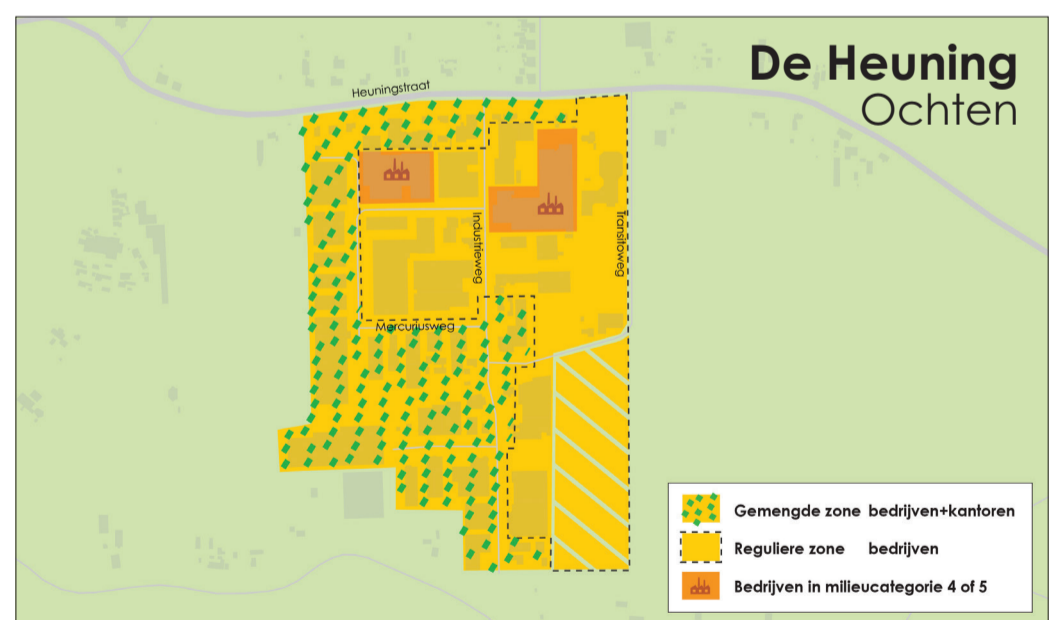 De Heuning
Ochten
Heuningstraat
Industrieweg
Transitoweg
Mercuriusweg
Gemengde zone bedrijven+kantoren
Reguliere zone bedrijven
Bedrijven in milieucategorie 4 of 5